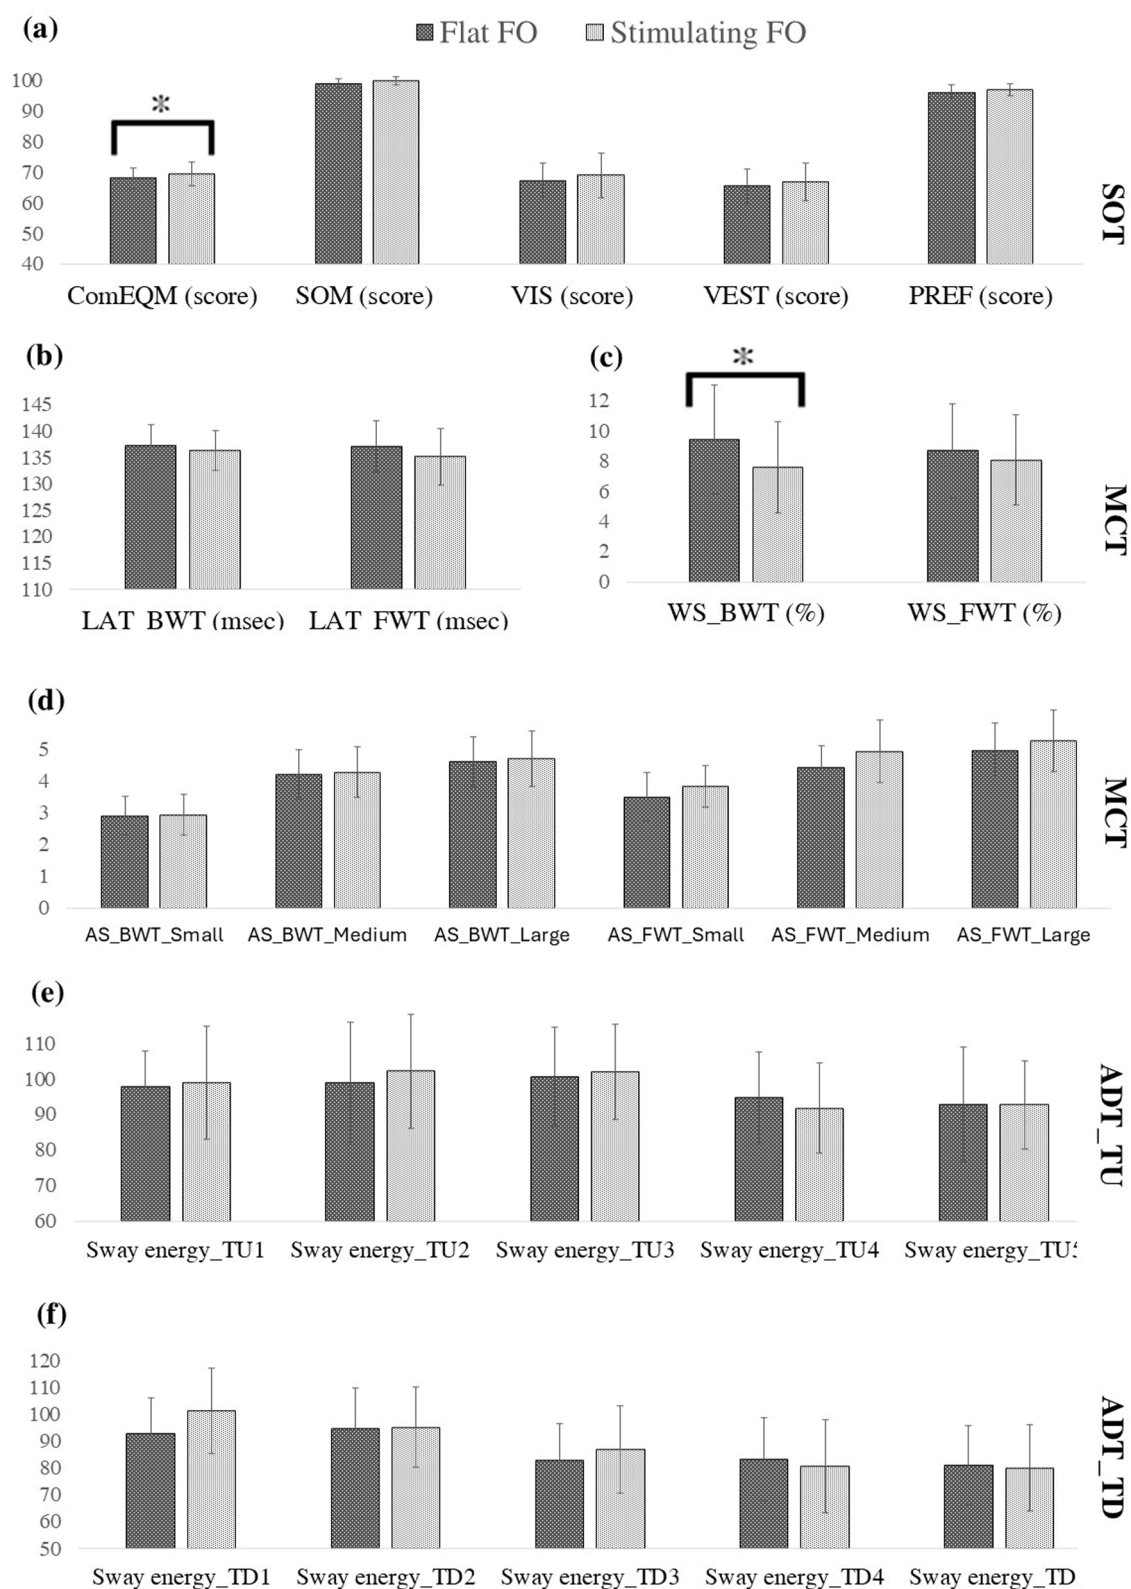 (a)
Flat FO Stimulating FO
100
90
80
70
60
50
40
*
ComEQM (score) SOM (score) VIS (score) VEST (score) PREF (score)
SOT
(b)
145
140
135
130
125
120
115
110
LAT_BWT (msec) LAT_FWT (msec)
(c)
12
10
8
6
4
2
0
*
WS_BWT (%) WS_FWT (%)
MCT
(d)
5
4
3
2
1
0
AS_BWT_Small AS_BWT_Medium AS_BWT_Large AS_FWT_Small AS_FWT_Medium AS_FWT_Large
MCT
(e)
110
100
90
80
70
60
Sway energy_TU1 Sway energy_TU2 Sway energy_TU3 Sway energy_TU4 Sway energy_TU5
ADT_TU
(f)
120
110
100
90
80
70
60
50
Sway energy_TD1 Sway energy_TD2 Sway energy_TD3 Sway energy_TD4 Sway energy_TD
ADT_TD